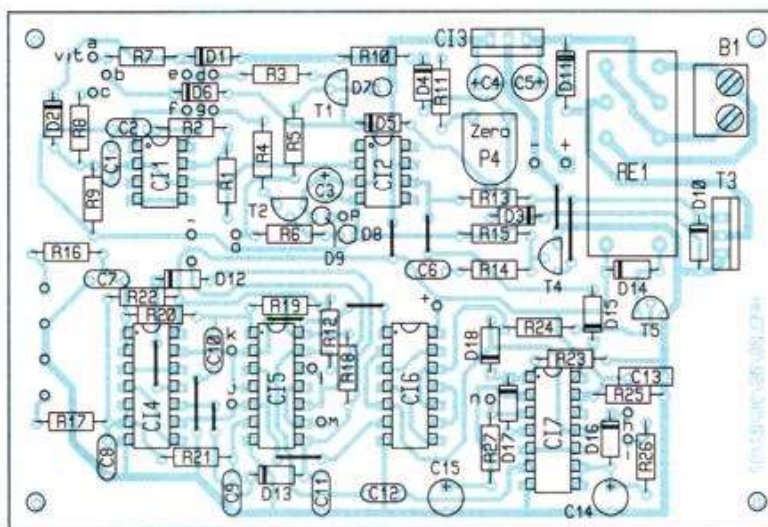 a
vit
R7
D1
R10
CI3
B1
b
e
d
R3
D7
D4
R11
C4+
C5+
D11
c
D6
T1
D2
R8
f
g
C2
R2
R4
R5
D5
Zero
P4
C1
CI1
C3
+
CI2
-
+
RE1
R9
R1
T2
P
R13
D3
D10
T3
-
R6
D8
R15
R16
D9
T4
C7
D12
C6
R14
D14
R22
R19
+
D15
T5
R20
R12
R24
C10
k
D18
R23
R18
C13
CI4
CI5
CI6
R25
j
l
n
D17
CI7
R17
M
D16
h
i
R27
R26
C8
R21
C9
D13
C11
C12
C15
+
C14
+